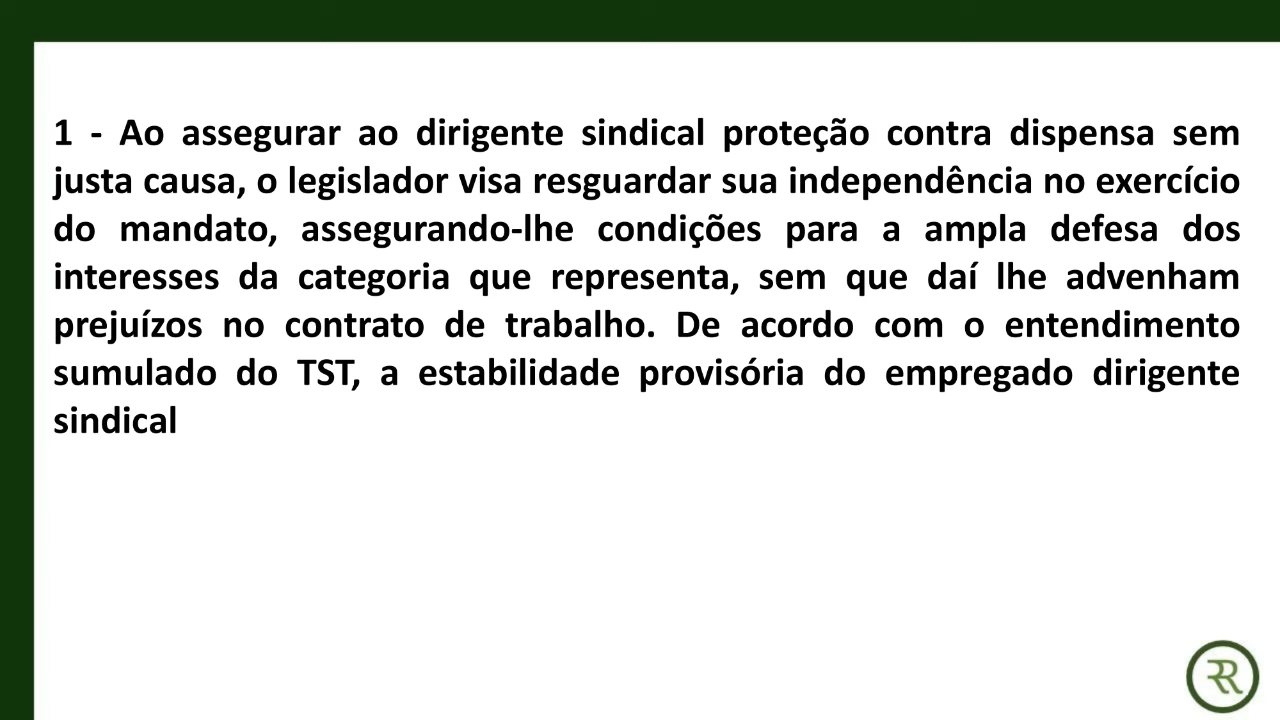 1 - Ao assegurar ao dirigente sindical proteção contra dispensa sem
justa causa, o legislador visa resguardar sua independência no exercício
do mandato, assegurando-lhe condições para a ampla defesa dos
interesses da categoria que representa, sem que daí lhe advenham
prejuízos no contrato de trabalho. De acordo com o entendimento
sumulado do TST, a estabilidade provisória do empregado dirigente
sindical